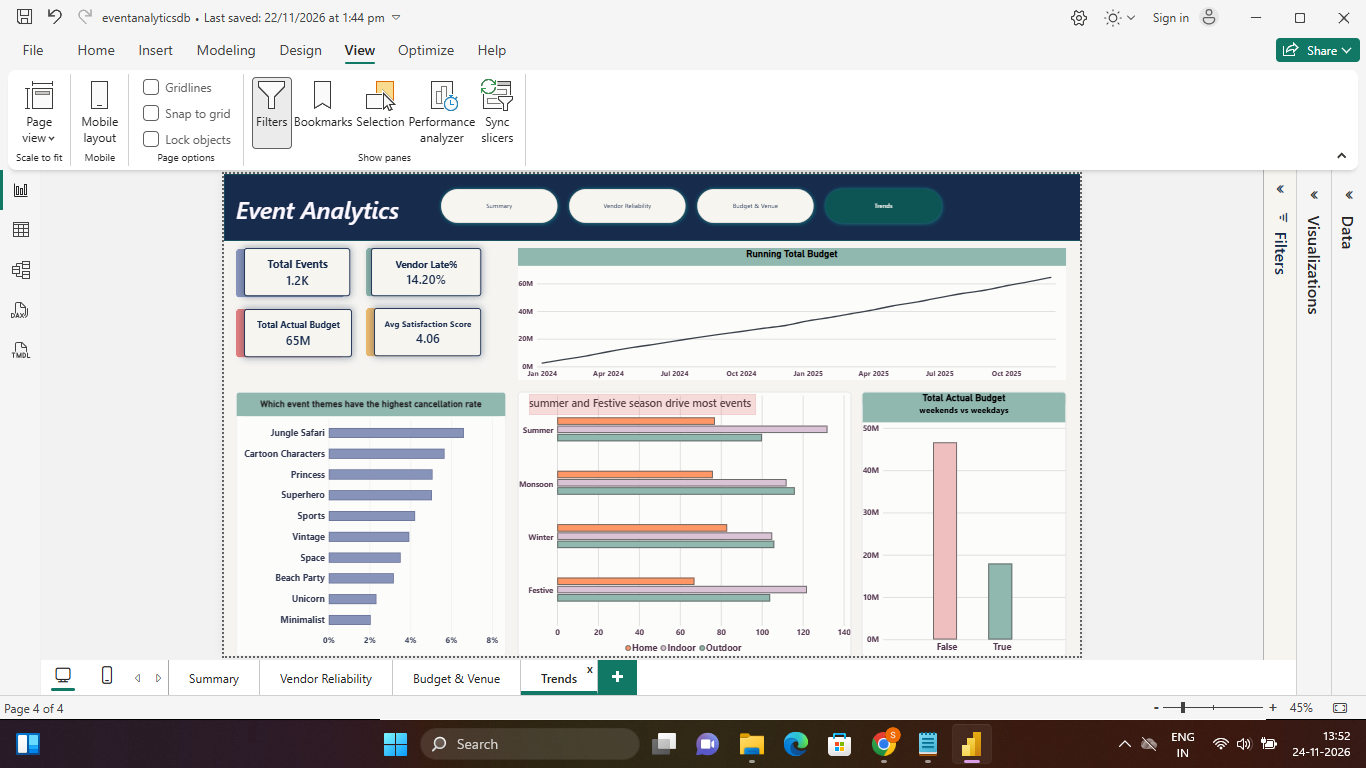 eventanalyticsdb • Last saved: 22/11/2026 at 1:44 pm
Sign in
File Home Insert Modeling Design View Optimize Help
Share
Page view
Scale to fit
Mobile layout
Mobile
Gridlines
Snap to grid
Lock objects
Page options
Filters
Bookmarks
Selection
Performance analyzer
Sync slicers
Show panes
Event Analytics
Summary
Vendor Reliability
Budget & Venue
Trends
Total Events
1.2K
Vendor Late%
14.20%
Total Actual Budget
65M
Avg Satisfaction Score
4.06
Running Total Budget
60M
40M
20M
0M
Jan 2024 Apr 2024 Jul 2024 Oct 2024 Jan 2025 Apr 2025 Jul 2025 Oct 2025
Which event themes have the highest cancellation rate
Jungle Safari
Cartoon Characters
Princess
Superhero
Sports
Vintage
Space
Beach Party
Unicorn
Minimalist
0% 2% 4% 6% 8%
summer and Festive season drive most events
Summer
Monsoon
Winter
Festive
0 20 40 60 80 100 120 140
Home Indoor Outdoor
Total Actual Budget
weekends vs weekdays
50M
40M
30M
20M
10M
0M
False True
Filters
Visualizations
Data
DAX
TMDL
Summary
Vendor Reliability
Budget & Venue
Trends
x
+
Page 4 of 4
- + 45%
Search
S
ENG
IN
13:52
24-11-2026